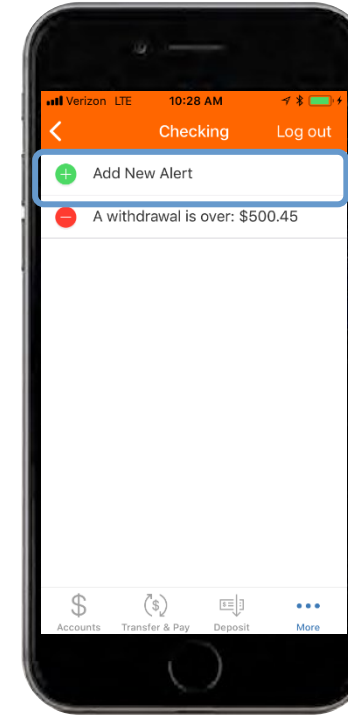 Verizon LTE 10:28 AM
Checking Log out
Add New Alert
A withdrawal is over: $500.45
Accounts Transfer & Pay Deposit More